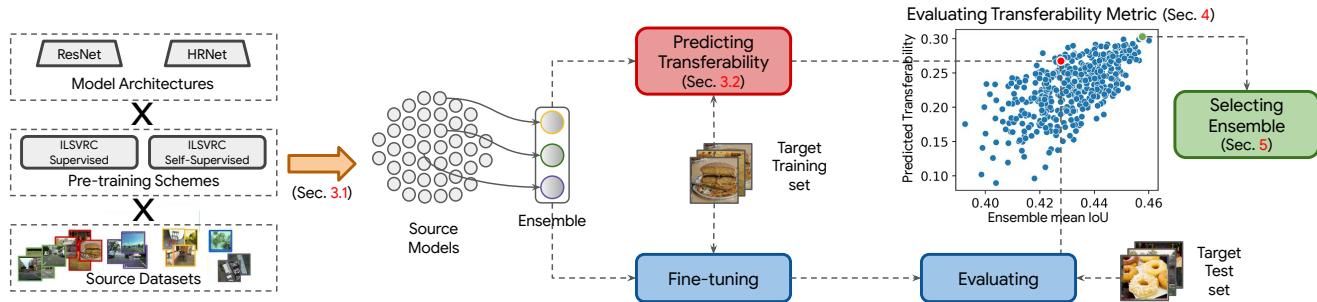 ResNet
HRNet
Model Architectures
X
ILSVRC
Supervised
ILSVRC
Self-Supervised
Pre-training Schemes
X
Source Datasets
(Sec. 3.1)
Source
Models
Ensemble
Predicting
Transferability
(Sec. 3.2)
Target
Training
set
Fine-tuning
Evaluating Transferability Metric (Sec. 4)
Predicted Transferability
0.30
0.25
0.20
0.15
0.10
0.40
0.42
0.44
0.46
Ensemble mean IoU
Evaluating
Selecting
Ensemble
(Sec. 5)
Target
Test
set